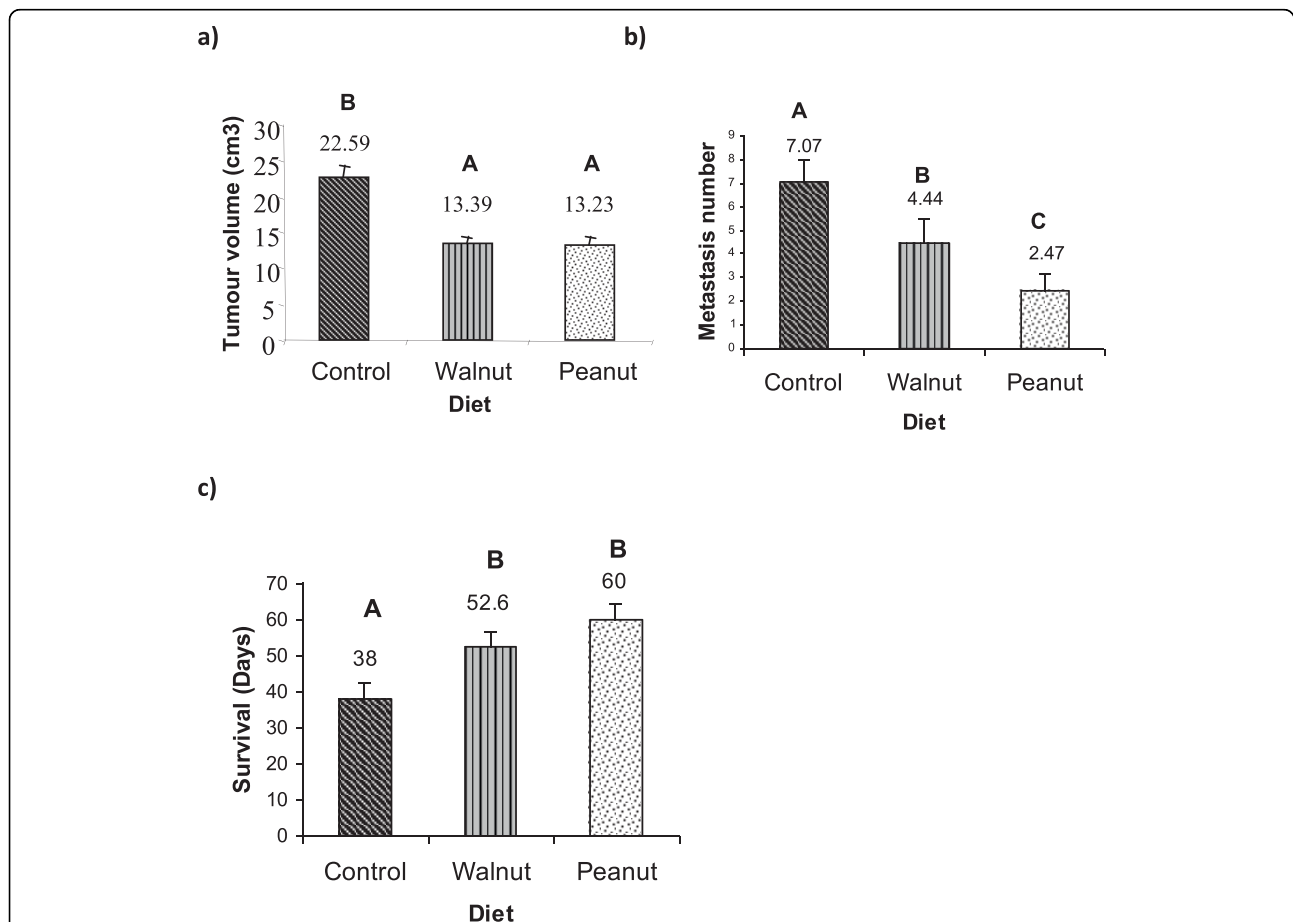 a)
B
Tumour volume (cm3)
30
25
20
15
10
5
0
22.59
A
13.39
A
13.23
Control Walnut Peanut
Diet
b)
A
Metastasis number
9
8
7
6
5
4
3
2
1
0
7.07
B
4.44
C
2.47
Control Walnut Peanut
Diet
c)
Survival (Days)
70
60
50
40
30
20
10
0
A
38
B
52.6
B
60
Control Walnut Peanut
Diet